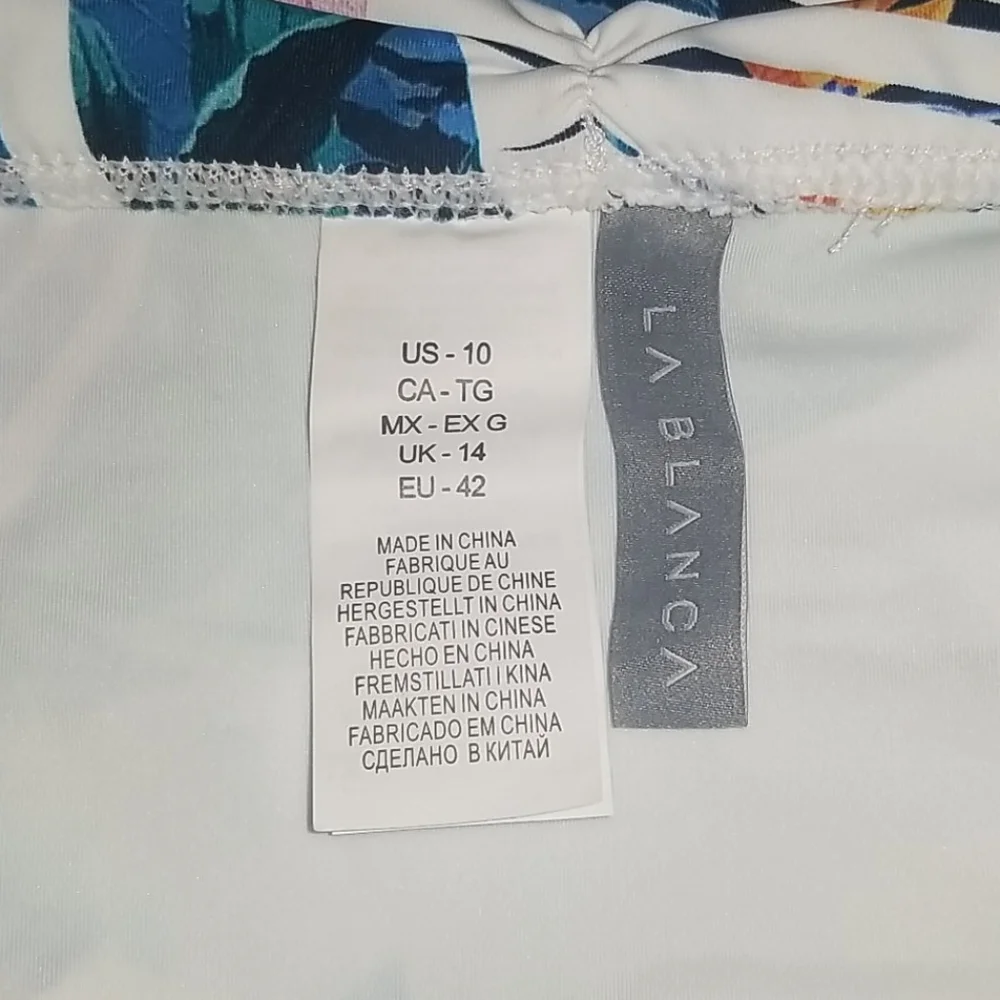 US - 10
CA - TG
MX - EX G
UK - 14
EU - 42
MADE IN CHINA
FABRIQUE AU
REPUBLIQUE DE CHINE
HERGESTELLT IN CHINA
FABBRICATI IN CINESE
HECHO EN CHINA
FREMSTILLAT I KINA
MAAKTEN IN CHINA
FABRICADO EM CHINA
СДЕЛАНО В КИТАЙ
LA BLANCA